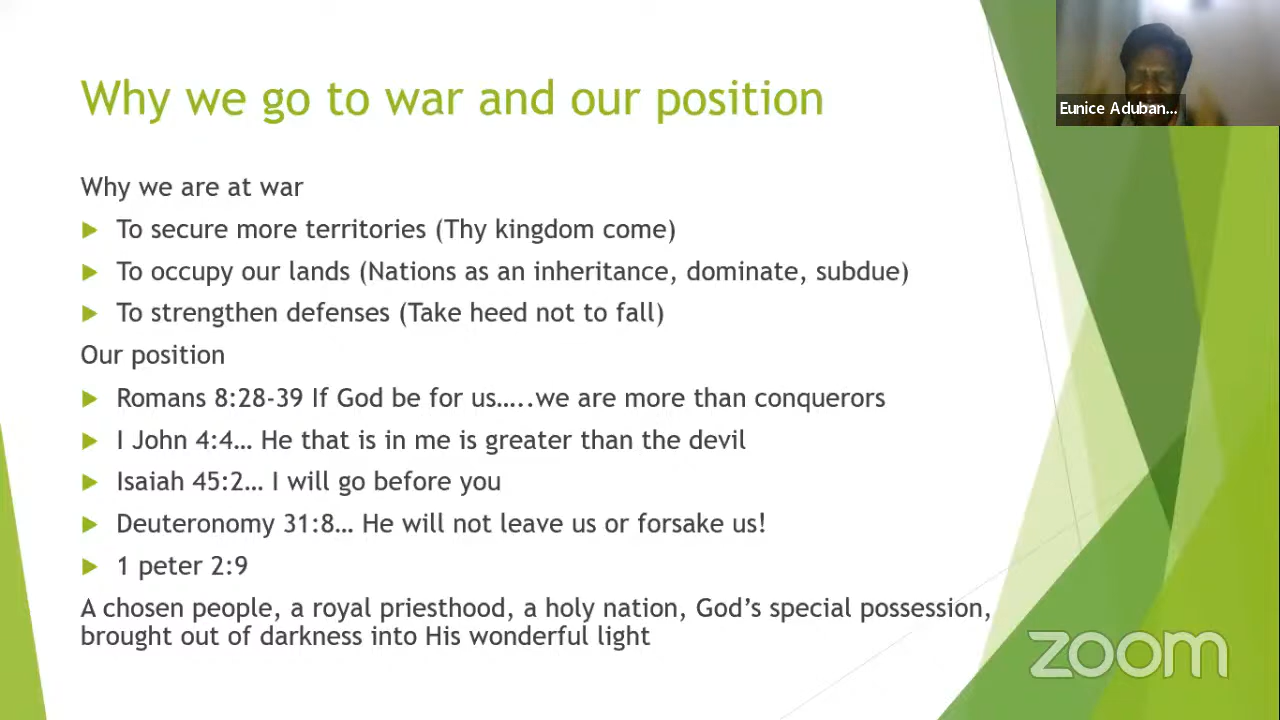 Why we go to war and our position
Eunice Aduban...
Why we are at war
To secure more territories (Thy kingdom come)
To occupy our lands (Nations as an inheritance, dominate, subdue)
To strengthen defenses (Take heed not to fall)
Our position
Romans 8:28-39 If God be for us…..we are more than conquerors
I John 4:4… He that is in me is greater than the devil
Isaiah 45:2… I will go before you
Deuteronomy 31:8… He will not leave us or forsake us!
1 peter 2:9
A chosen people, a royal priesthood, a holy nation, God’s special possession,
brought out of darkness into His wonderful light
zoom